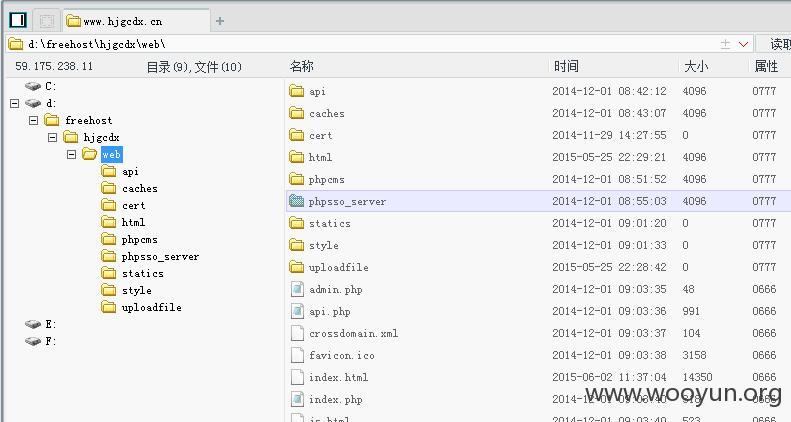 www.hjgcdx.cn
d:\freehost\hjgcdx\web\ 读取
59.175.238.11 目录(9),文件(10) 名称 时间 大小 属性
C:
d:
freehost
hjgcdx
web
api
caches
cert
html
phpcms
phpsso_server
statics
style
uploadfile
E:
F:
api 2014-12-01 08:42:12 4096 0777
caches 2014-12-01 08:43:07 4096 0777
cert 2014-11-29 14:27:55 0 0777
html 2015-05-25 22:29:21 4096 0777
phpcms 2014-12-01 08:51:52 4096 0777
phpsso_server 2014-12-01 08:55:03 4096 0777
statics 2014-12-01 09:01:20 0 0777
style 2014-12-01 09:01:33 0 0777
uploadfile 2015-05-25 22:28:42 0 0777
admin.php 2014-12-01 09:03:35 48 0666
api.php 2014-12-01 09:03:36 991 0666
crossdomain.xml 2014-12-01 09:03:37 104 0666
favicon.ico 2014-12-01 09:03:38 3158 0666
index.html 2015-06-02 11:37:04 14350 0666
index.php 2014-12-01 09:03:40 318 0666
js.html 2014-12-01 09:03:40 523 0666
www.wooyun.org